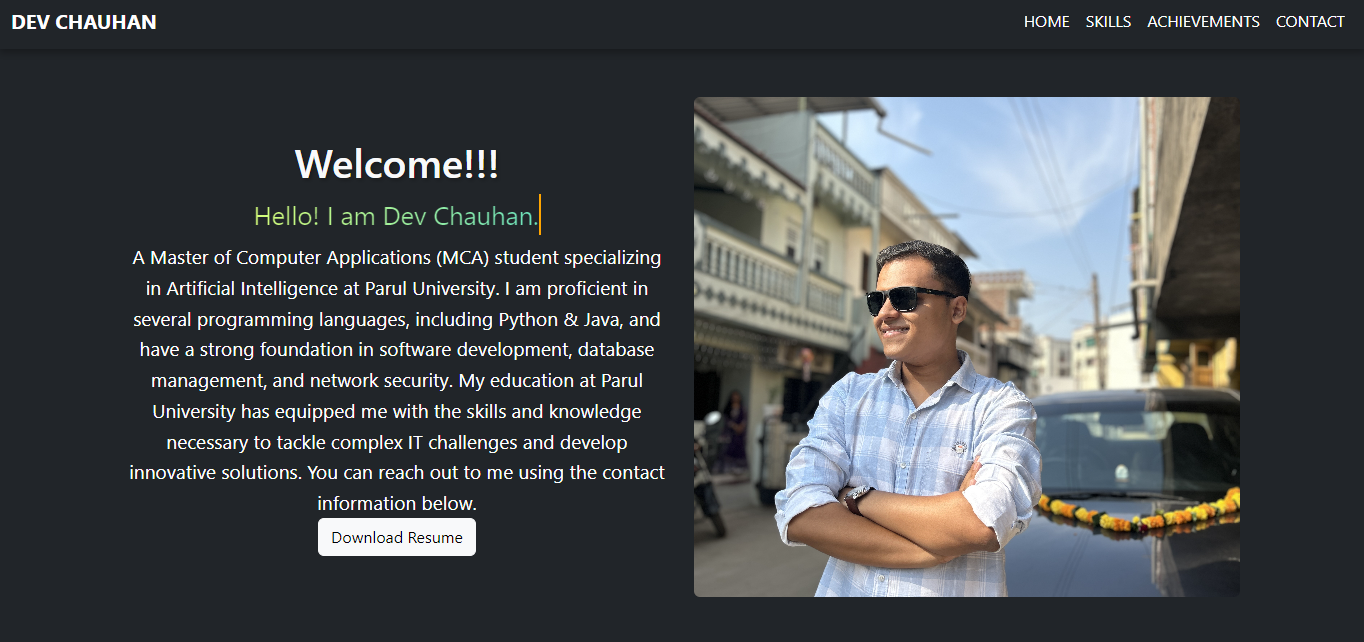 DEV CHAUHAN
HOME SKILLS ACHIEVEMENTS CONTACT
Welcome!!!
Hello! I am Dev Chauhan.
A Master of Computer Applications (MCA) student specializing
in Artificial Intelligence at Parul University. I am proficient in
several programming languages, including Python & Java, and
have a strong foundation in software development, database
management, and network security. My education at Parul
University has equipped me with the skills and knowledge
necessary to tackle complex IT challenges and develop
innovative solutions. You can reach out to me using the contact
information below.
Download Resume